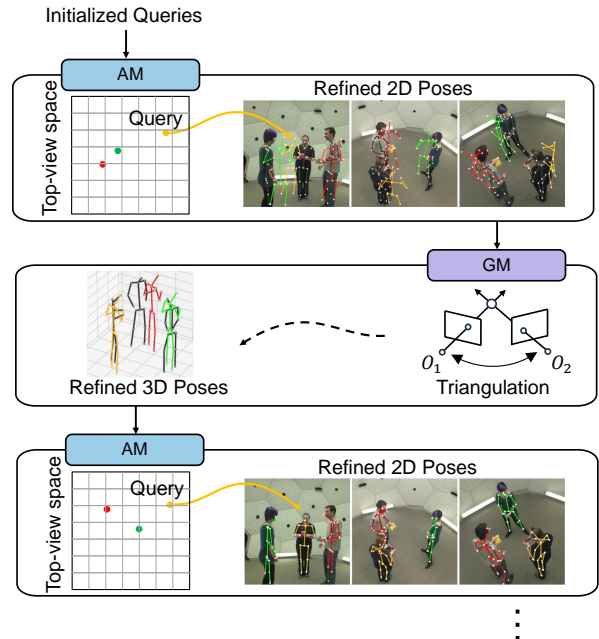 Initialized Queries
AM
Top-view space
Query
Refined 2D Poses
GM
O1
O2
Triangulation
Refined 3D Poses
AM
Top-view space
Query
Refined 2D Poses